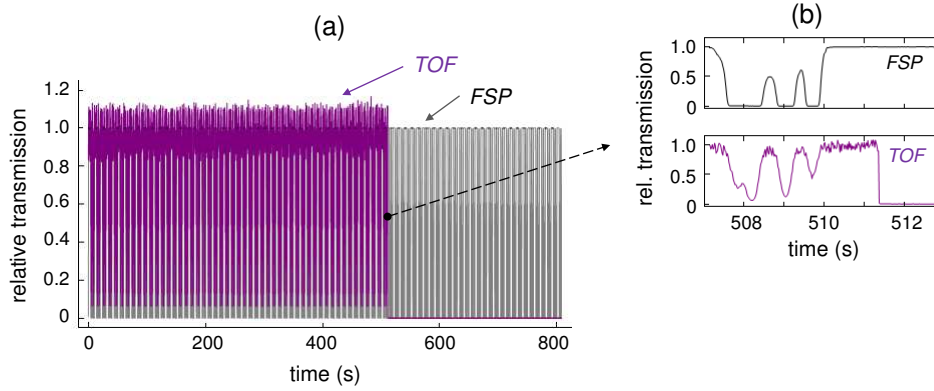 (a)
TOF
FSP
1.2
1.0
0.8
0.6
0.4
0.2
0
relative transmission
0
200
400
600
800
time (s)
(b)
1.0
0.5
0
FSP
1.0
0.5
0
TOF
rel. transmission
508
510
512
time (s)